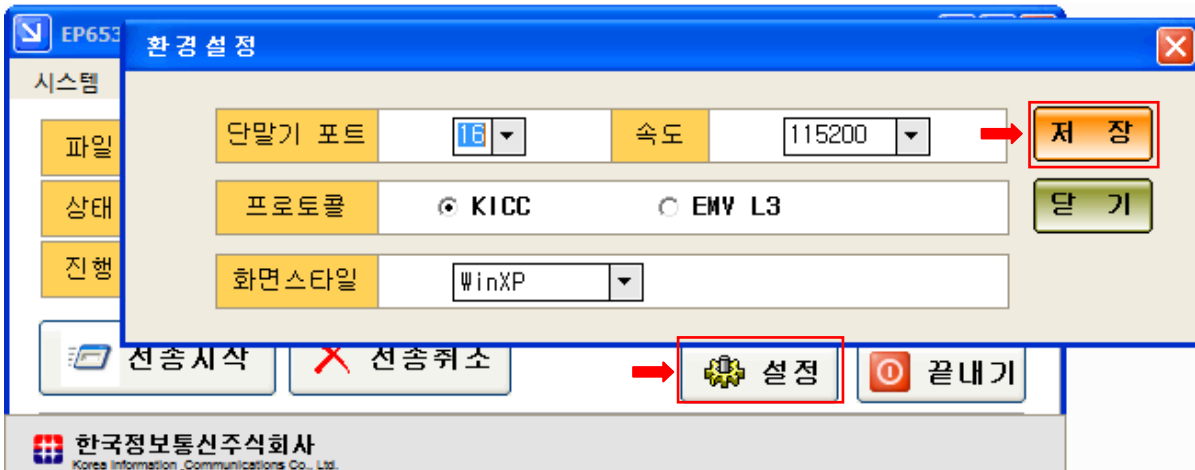 EP653
환경설정
시스템
단말기 포트 16 속도 115200 저 장
파일
프로토콜 KICC EMV L3 닫 기
상태
진행
화면스타일 WinXP
전송시작 전송취소 설정 끝내기
한국정보통신주식회사
Korea Information Communications Co., Ltd.